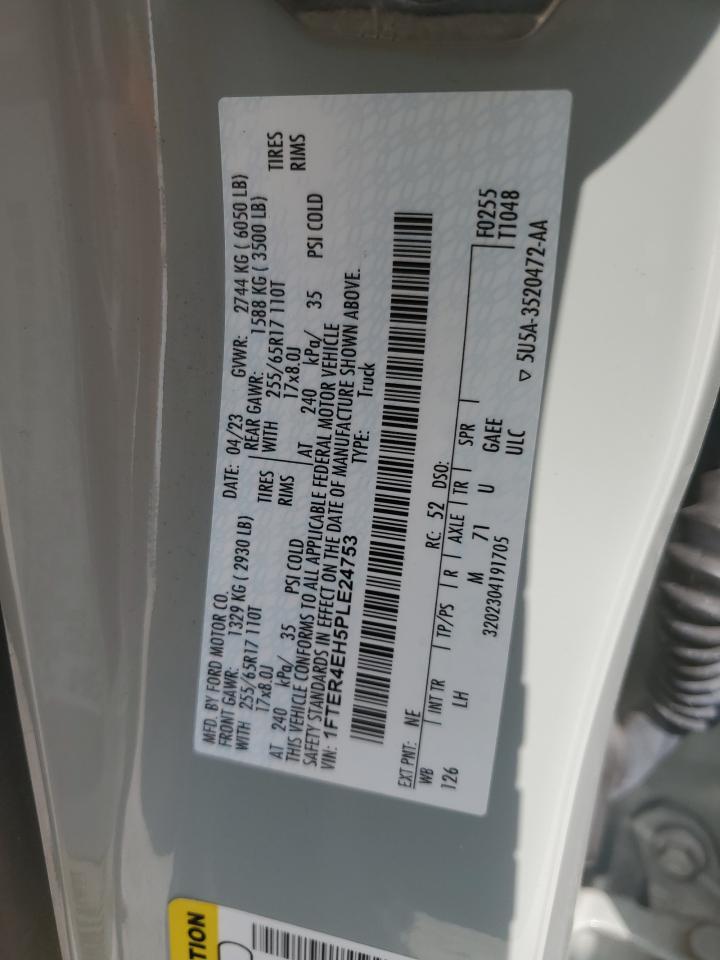 MFD. BY FORD MOTOR CO. DATE: 04/23 GVWR: 2744 KG ( 6050 LB)
FRONT GAWR: 1329 KG ( 2930 LB) REAR GAWR: 1588 KG ( 3500 LB)
WITH 255/65R17 110T TIRES WITH 255/65R17 110T TIRES
17x8.0J RIMS 17x8.0J RIMS
AT 240 kPa/ 35 PSI COLD AT 240 kPa/ 35 PSI COLD
THIS VEHICLE CONFORMS TO ALL APPLICABLE FEDERAL MOTOR VEHICLE
SAFETY STANDARDS IN EFFECT ON THE DATE OF MANUFACTURE SHOWN ABOVE.
VIN: 1FTER4EH5PLE24753 TYPE: Truck
EXT PNT: NE RC: 52 DSO: F0255
WB INT TR TP/PS R AXLE TR SPR T1048
126 LH M 71 U GAEE
3202304191705 ULC
▽ 5U5A-3520472-AA